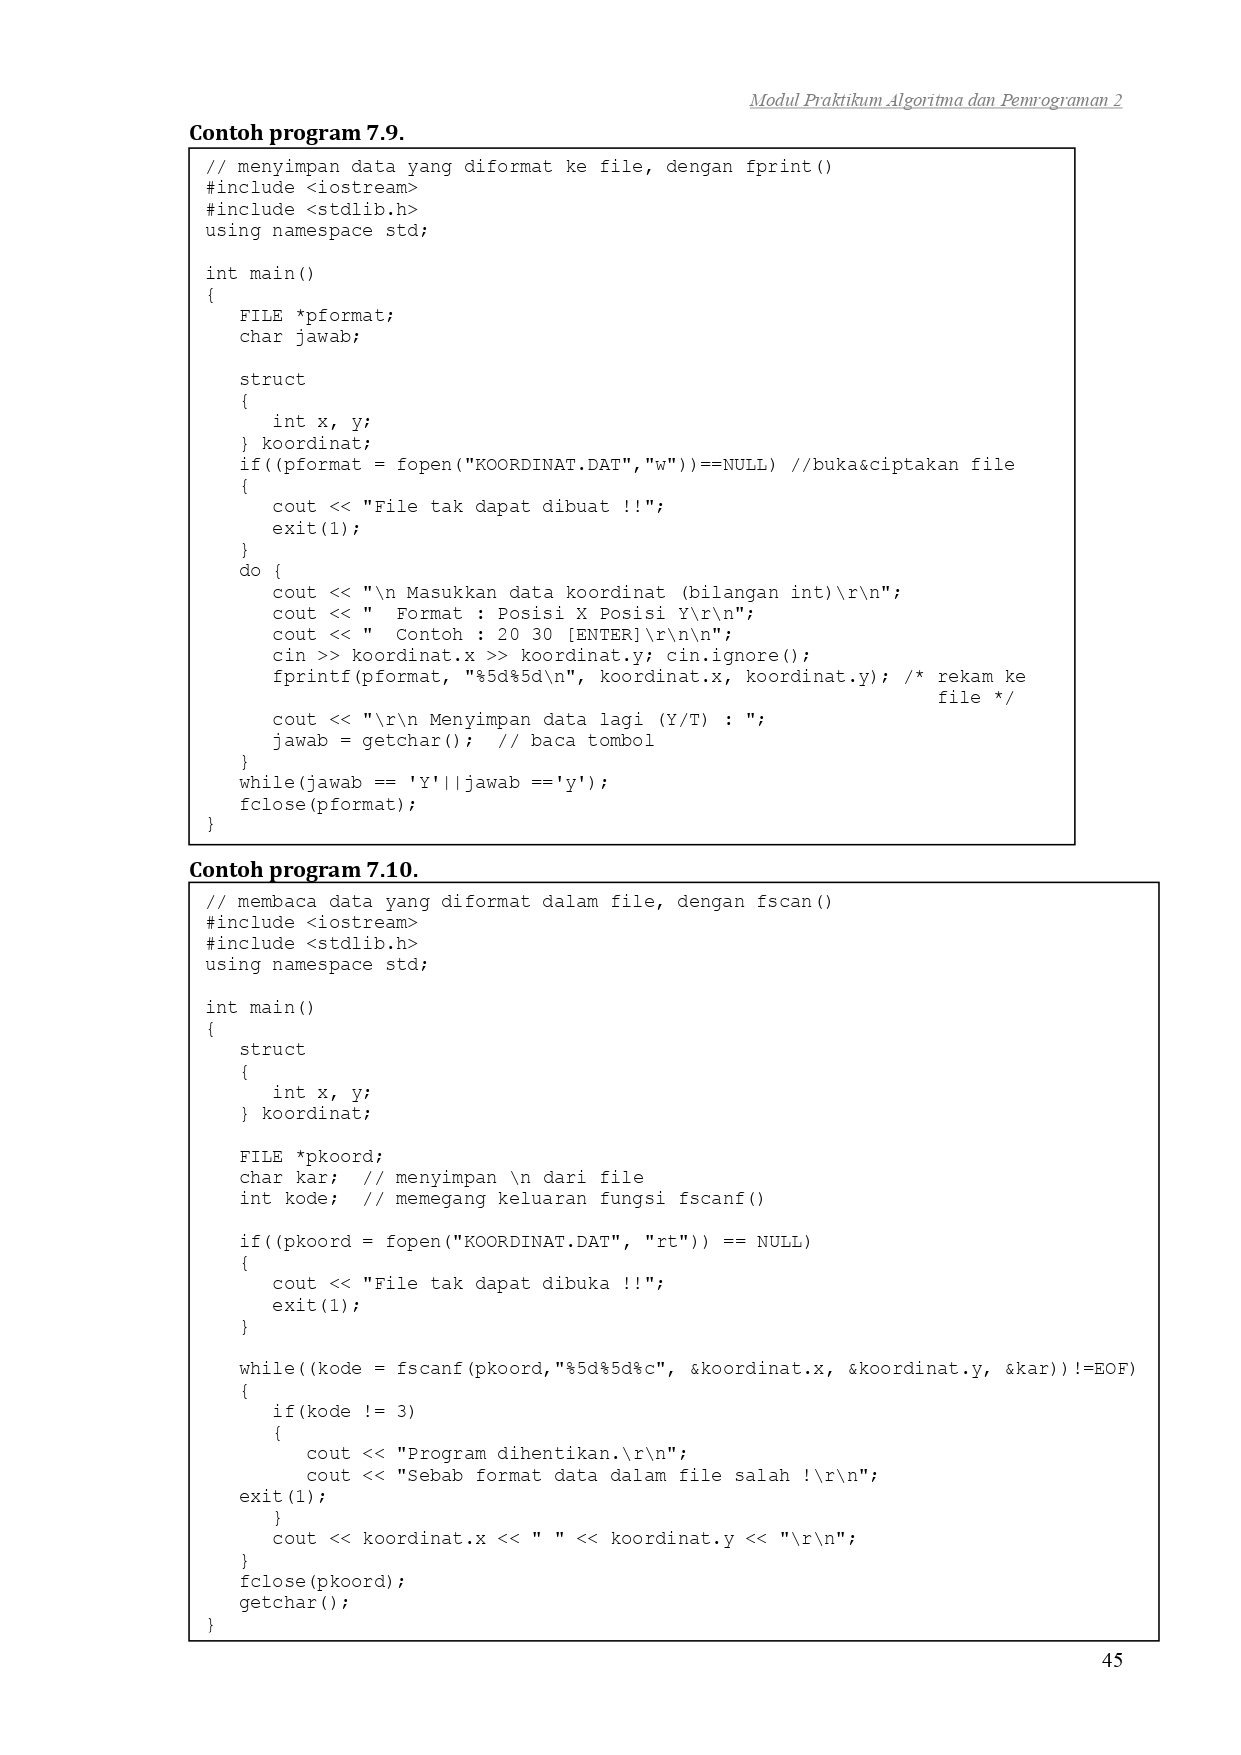 Modul Praktikum Algoritma dan Pemrograman 2
Contoh program 7.9.
// menyimpan data yang diformat ke file, dengan fprint()
#include <iostream>
#include <stdlib.h>
using namespace std;

int main()
{
   FILE *pformat;
   char jawab;

   struct
   {
      int x, y;
   } koordinat;
   if((pformat = fopen("KOORDINAT.DAT","w"))==NULL) //buka&ciptakan file
   {
      cout << "File tak dapat dibuat !!";
      exit(1);
   }
   do {
      cout << "\n Masukkan data koordinat (bilangan int)\r\n";
      cout << "  Format : Posisi X Posisi Y\r\n";
      cout << "  Contoh : 20 30 [ENTER]\r\n\n";
      cin >> koordinat.x >> koordinat.y; cin.ignore();
      fprintf(pformat, "%5d%5d\n", koordinat.x, koordinat.y); /* rekam ke
                                                                 file */
      cout << "\r\n Menyimpan data lagi (Y/T) : ";
      jawab = getchar();  // baca tombol
   }
   while(jawab == 'Y'||jawab =='y');
   fclose(pformat);
}
Contoh program 7.10.
// membaca data yang diformat dalam file, dengan fscan()
#include <iostream>
#include <stdlib.h>
using namespace std;

int main()
{
   struct
   {
      int x, y;
   } koordinat;

   FILE *pkoord;
   char kar;  // menyimpan \n dari file
   int kode;  // memegang keluaran fungsi fscanf()

   if((pkoord = fopen("KOORDINAT.DAT", "rt")) == NULL)
   {
      cout << "File tak dapat dibuka !!";
      exit(1);
   }

   while((kode = fscanf(pkoord,"%5d%5d%c", &koordinat.x, &koordinat.y, &kar))!=EOF)
   {
      if(kode != 3)
      {
         cout << "Program dihentikan.\r\n";
         cout << "Sebab format data dalam file salah !\r\n";
   exit(1);
      }
      cout << koordinat.x << " " << koordinat.y << "\r\n";
   }
   fclose(pkoord);
   getchar();
}
45